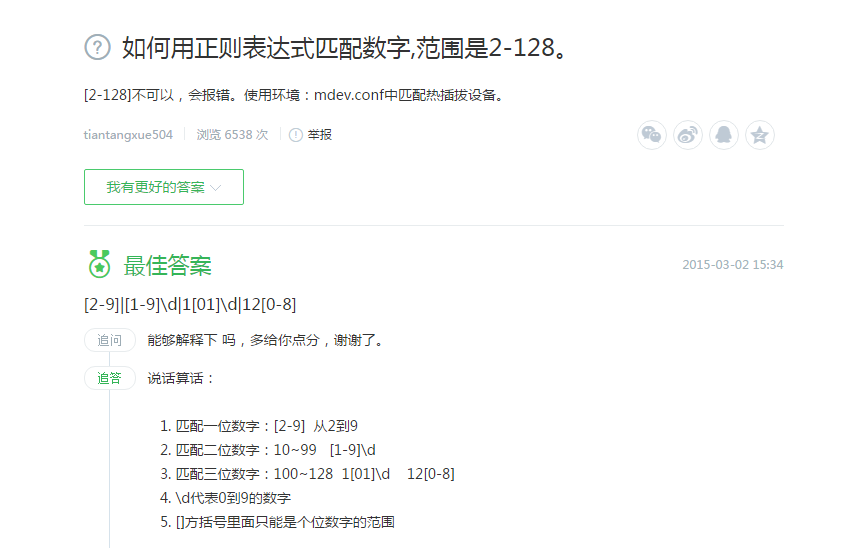 如何用正则表达式匹配数字,范围是2-128。
[2-128]不可以，会报错。使用环境：mdev.conf中匹配热插拔设备。
tiantangxue504 浏览 6538 次 举报
我有更好的答案
最佳答案 2015-03-02 15:34
[2-9]|[1-9]\d|1[01]\d|12[0-8]
追问 能够解释下 吗，多给你点分，谢谢了。
追答 说话算话：
1. 匹配一位数字：[2-9] 从2到9
2. 匹配二位数字：10~99 [1-9]\d
3. 匹配三位数字：100~128 1[01]\d 12[0-8]
4. \d代表0到9的数字
5. []方括号里面只能是个位数字的范围